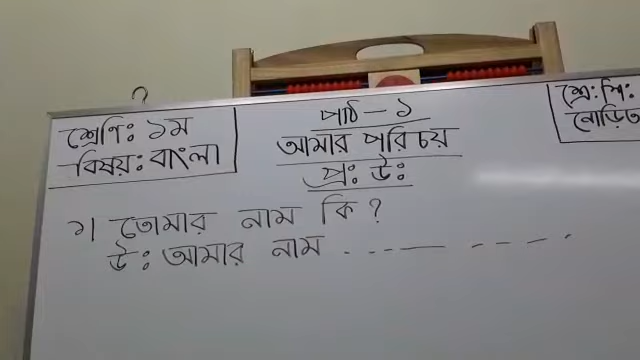 শ্রেণি: ১ম
বিষয়: বাংলা
পাঠ - ১
আমার পরিচয়
প্র: উ:
শ্রে: শি:
১। তোমার নাম কি?
উ: আমার নাম ...--- ----.